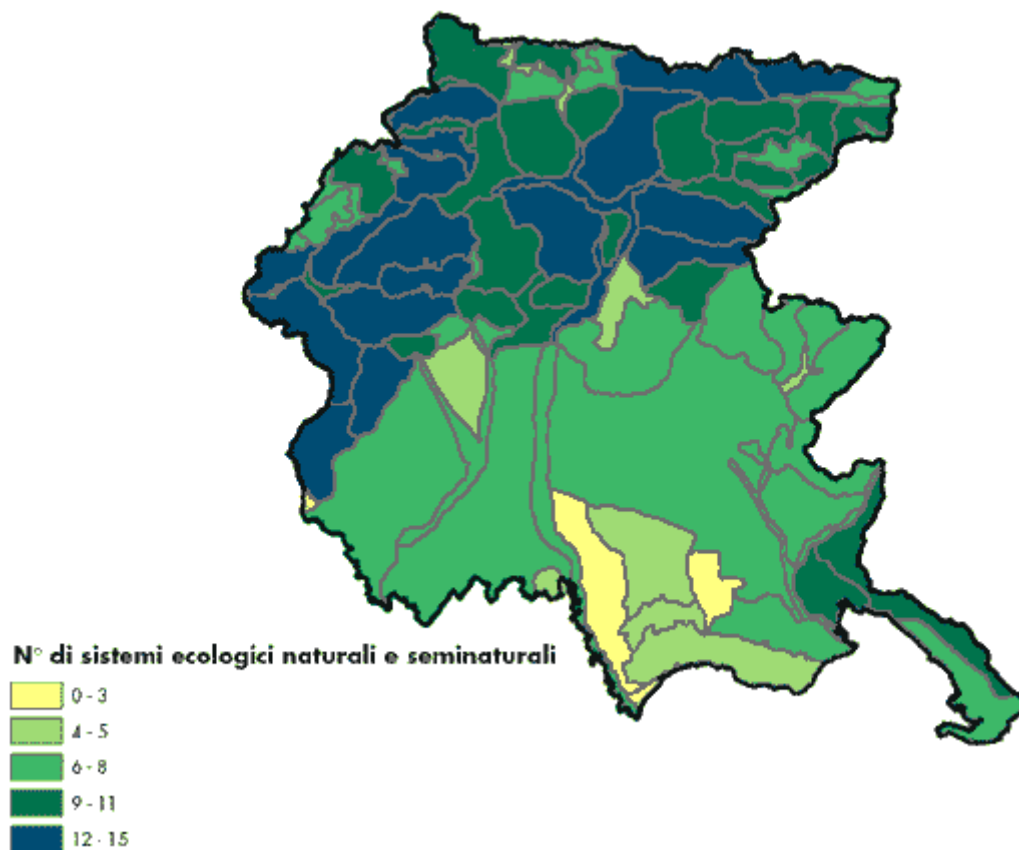 N° di sistemi ecologici naturali e seminaturali
0 - 3
4 - 5
6 - 8
9 - 11
12 - 15